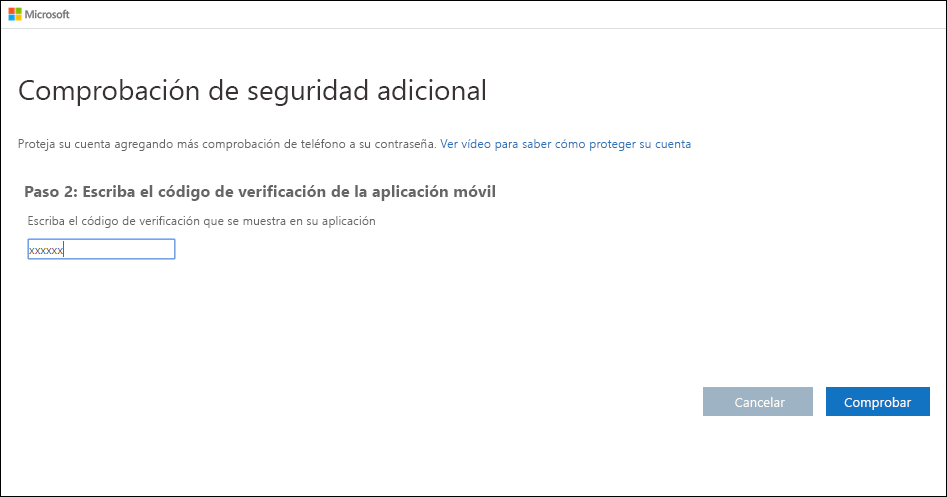 Microsoft
Comprobación de seguridad adicional
Proteja su cuenta agregando más comprobación de teléfono a su contraseña. Ver vídeo para saber cómo proteger su cuenta
Paso 2: Escriba el código de verificación de la aplicación móvil
Escriba el código de verificación que se muestra en su aplicación
xxxxxx
Cancelar Comprobar